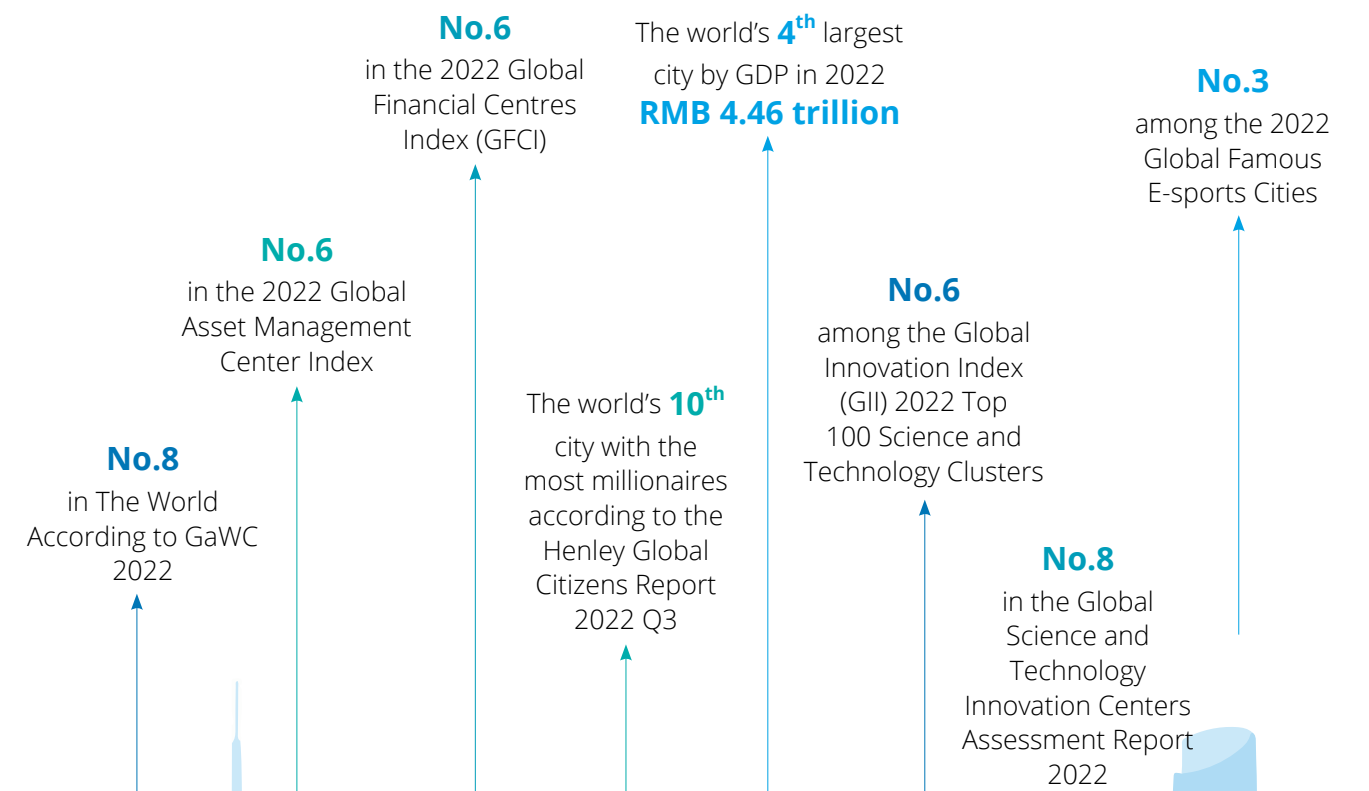 No.6
in the 2022 Global
Financial Centres
Index (GFCI)
The world's 4th largest
city by GDP in 2022
RMB 4.46 trillion
No.3
among the 2022
Global Famous
E-sports Cities
No.6
in the 2022 Global
Asset Management
Center Index
No.6
among the Global
Innovation Index
(GII) 2022 Top
100 Science and
Technology Clusters
The world's 10th
city with the
most millionaires
according to the
Henley Global
Citizens Report
2022 Q3
No.8
in The World
According to GaWC
2022
No.8
in the Global
Science and
Technology
Innovation Centers
Assessment Report
2022